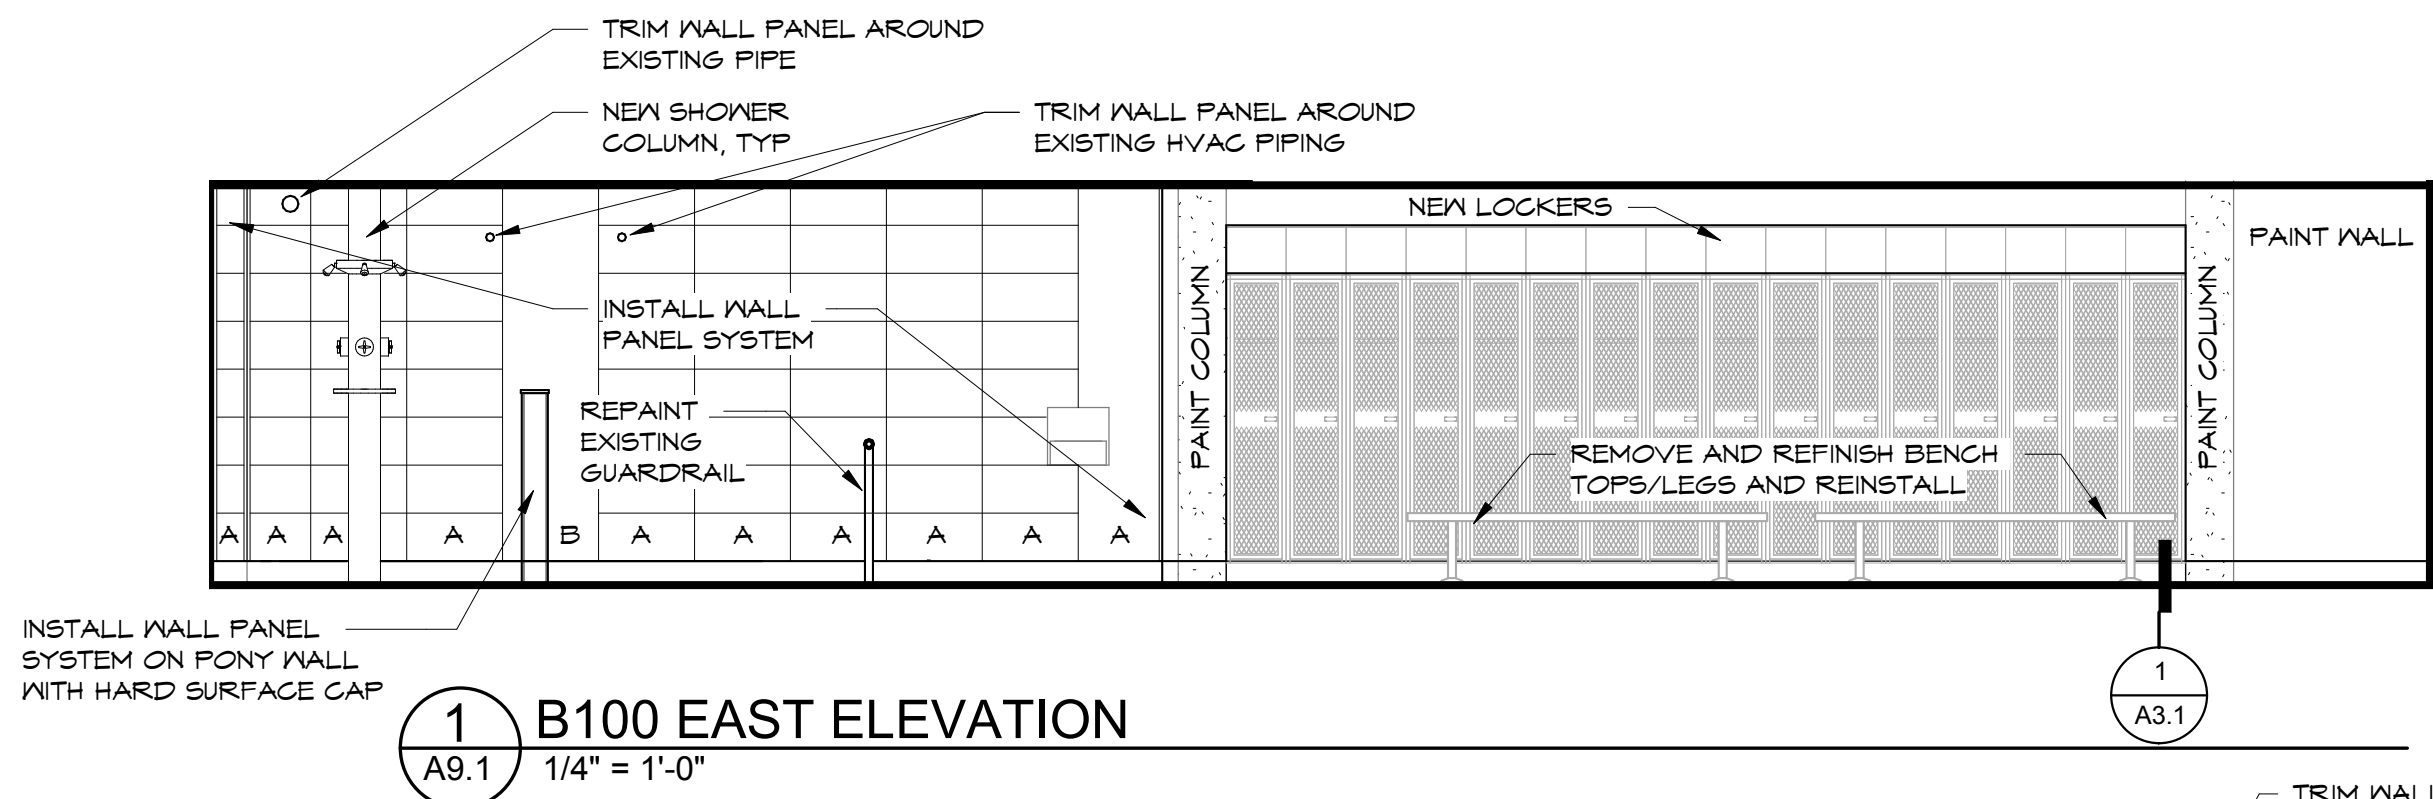 TRIM WALL PANEL AROUND
EXISTING PIPE
NEW SHOWER
COLUMN, TYP
TRIM WALL PANEL AROUND
EXISTING HVAC PIPING
NEW LOCKERS
PAINT WALL
INSTALL WALL
PANEL SYSTEM
PAINT COLUMN
PAINT COLUMN
REPAINT
EXISTING
GUARDRAIL
REMOVE AND REFINISH BENCH
TOPS/LEGS AND REINSTALL
A A A A B A A A A A A
INSTALL WALL PANEL
SYSTEM ON PONY WALL
WITH HARD SURFACE CAP
1
A3.1
1
A9.1
B100 EAST ELEVATION
1/4" = 1'-0"
TRIM WALL